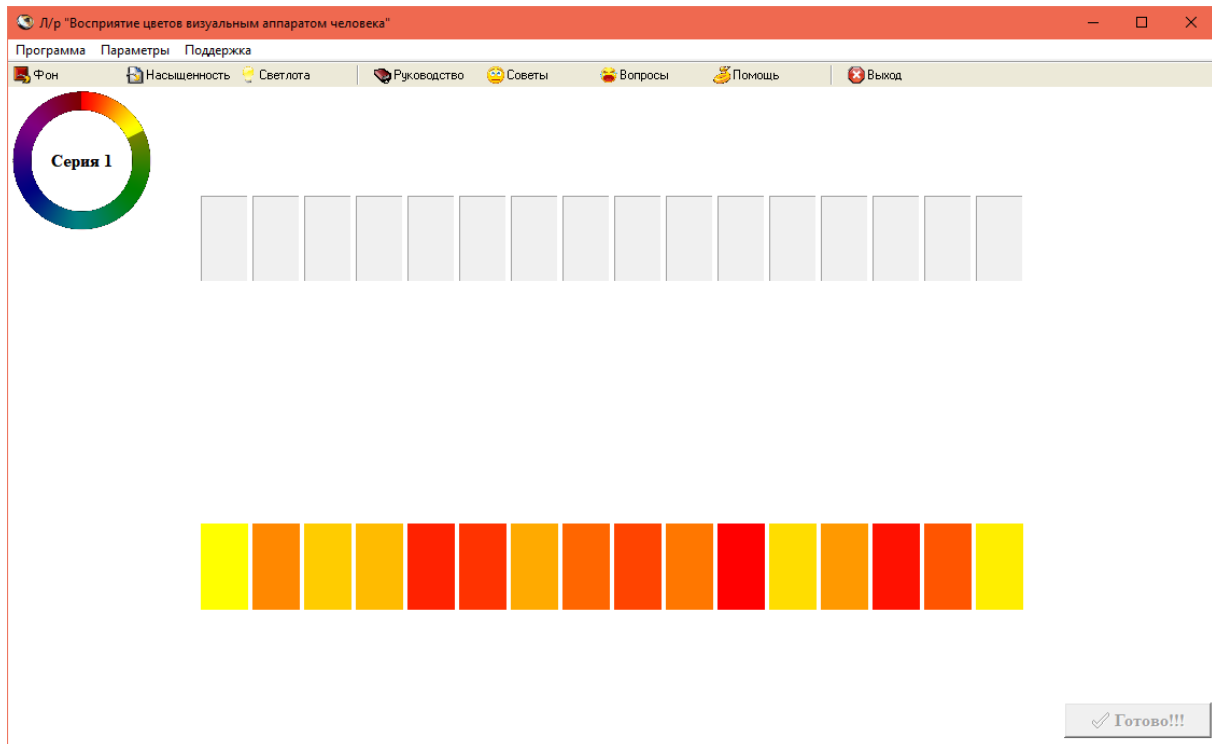 Л/р "Восприятие цветов визуальным аппаратом человека"
Программа Параметры Поддержка
Фон Насыщенность Светлота Руководство Советы Вопросы Помощь Выход
Серия 1
Готово!!!